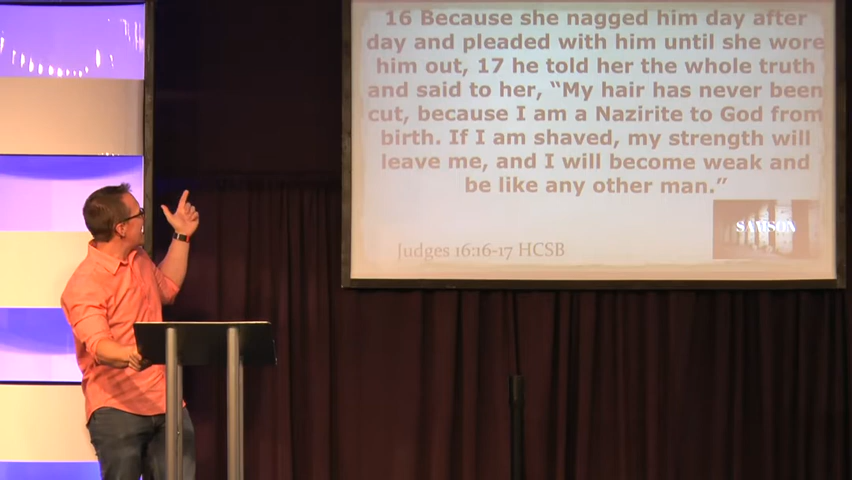 16 Because she nagged him day after
day and pleaded with him until she wore
him out, 17 he told her the whole truth
and said to her, “My hair has never been
cut, because I am a Nazirite to God from
birth. If I am shaved, my strength will
leave me, and I will become weak and
be like any other man.”
SAMSON
Judges 16:16-17 HCSB